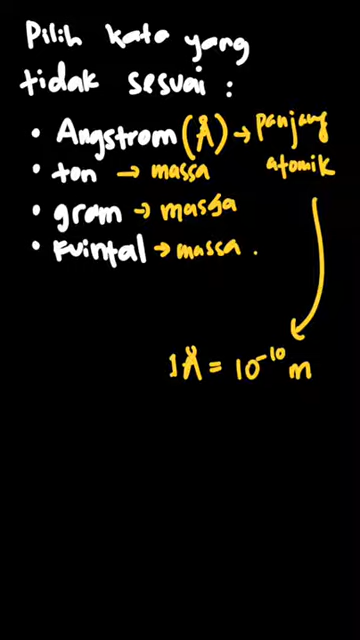 Pilih kata yang
tidak sesuai :
• Angstrom (Å) → panjang
atomik
• ton → massa
• gram → massa
• kuintal → massa .
1Å = 10⁻¹⁰ m